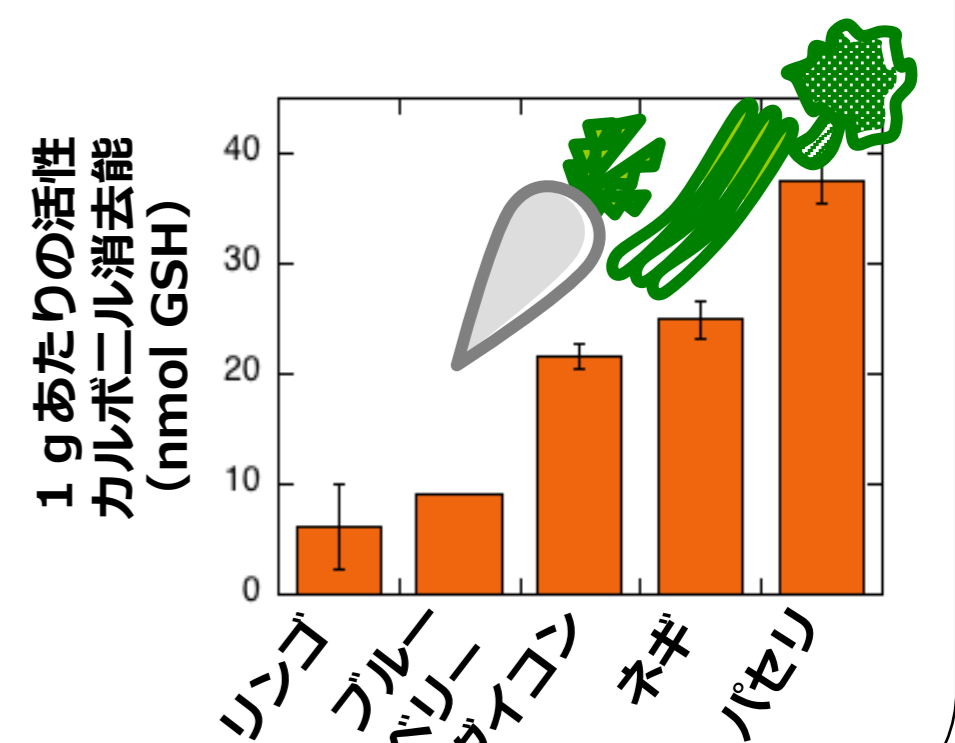 1gあたりの活性
カルボニル消去能
(nmol GSH)
40
30
20
10
0
リンゴ
ブルー
ベリー
ダイコン
ネギ
パセリ